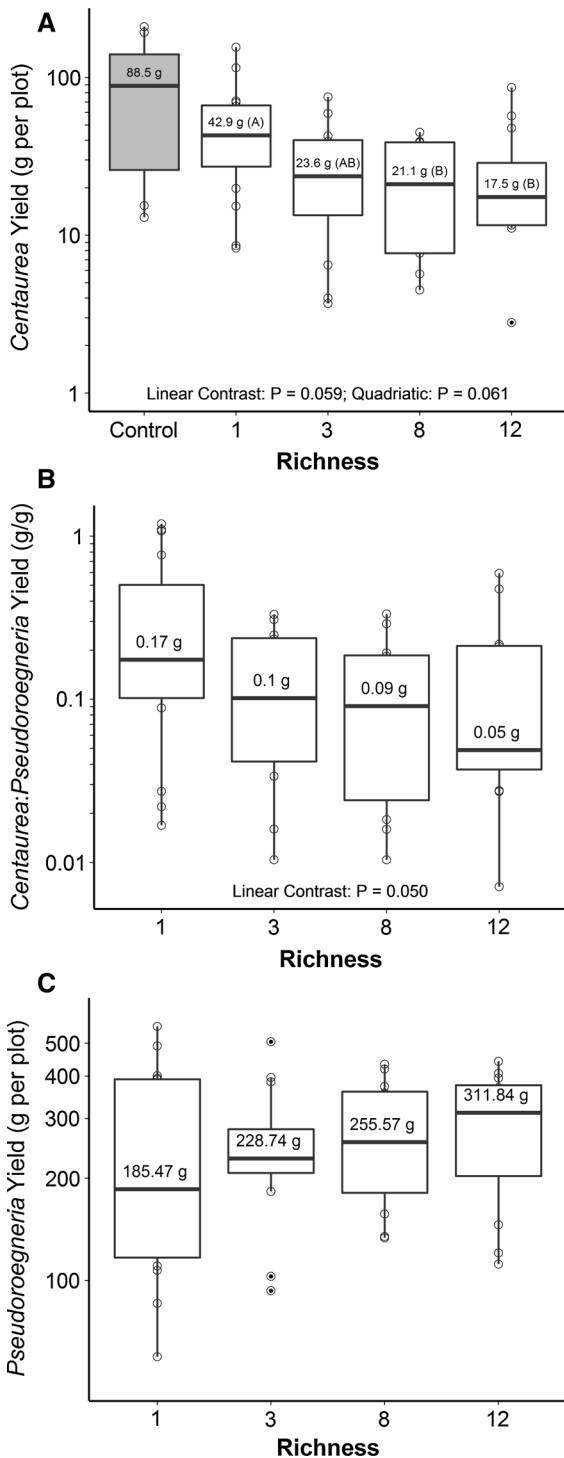 A
Centaurea Yield (g per plot)
100
10
1
88.5 g
42.9 g (A)
23.6 g (AB)
21.1 g (B)
17.5 g (B)
Linear Contrast: P = 0.059; Quadriatic: P = 0.061
Control 1 3 8 12
Richness
B
Centaurea:Pseudoroegneria Yield (g/g)
1
0.1
0.01
0.17 g
0.1 g
0.09 g
0.05 g
Linear Contrast: P = 0.050
1 3 8 12
Richness
C
Pseudoroegneria Yield (g per plot)
500
400
300
200
100
185.47 g
228.74 g
255.57 g
311.84 g
1 3 8 12
Richness